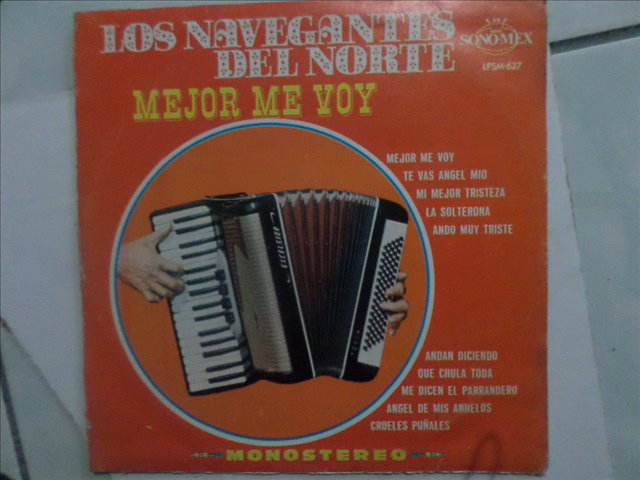 LOS NAVEGANTES
DEL NORTE
SONO-MEX
LPSM-627
MEJOR ME VOY
MEJOR ME VOY
TE VAS ANGEL MIO
MI MEJOR TRISTEZA
LA SOLTERONA
ANDO MUY TRISTE
EXCELSIOR
ANDAN DICIENDO
QUE CHULA TODA
ME DICEN EL PARRANDERO
ANGEL DE MIS ANHELOS
CRUELES PUÑALES
MONOSTEREO